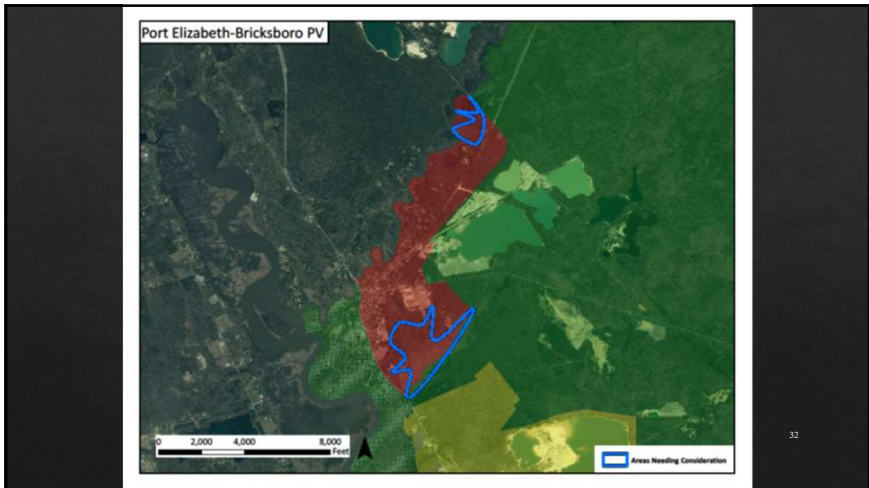 Port Elizabeth-Bricksboro PV
0 2,000 4,000 8,000
Feet
Areas Needing Consideration
32